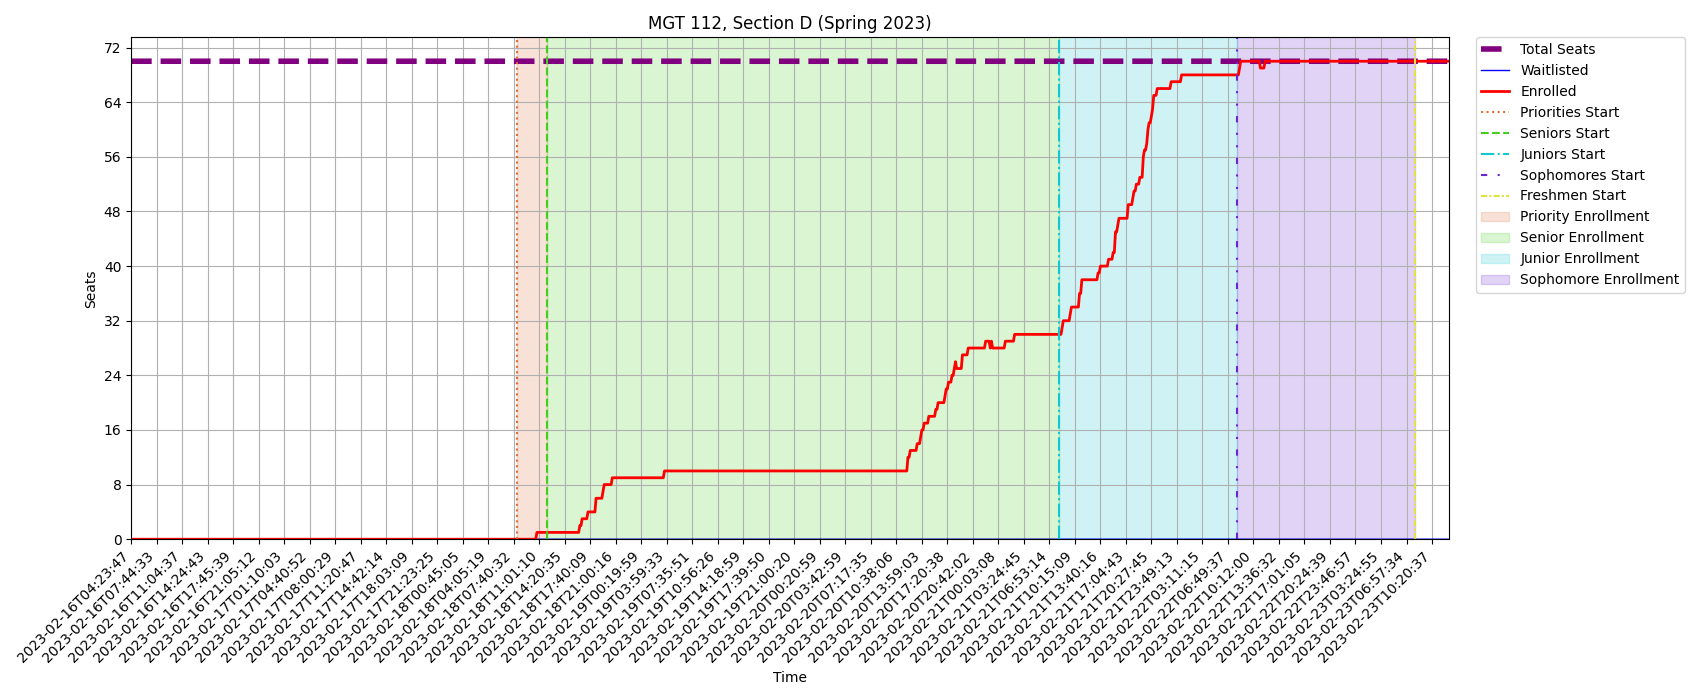 MGT 112, Section D (Spring 2023)
Seats
72
64
56
48
40
32
24
16
8
0
2023-02-16T04:23:47
2023-02-16T07:44:33
2023-02-16T11:04:37
2023-02-16T14:24:43
2023-02-16T17:45:39
2023-02-16T21:05:12
2023-02-17T01:10:03
2023-02-17T04:40:52
2023-02-17T08:00:29
2023-02-17T11:20:47
2023-02-17T14:42:14
2023-02-17T18:03:09
2023-02-17T21:23:25
2023-02-18T00:45:05
2023-02-18T04:05:19
2023-02-18T07:40:32
2023-02-18T11:01:10
2023-02-18T14:20:35
2023-02-18T17:40:09
2023-02-18T21:00:16
2023-02-19T00:19:59
2023-02-19T03:59:33
2023-02-19T07:35:51
2023-02-19T10:56:26
2023-02-19T14:18:59
2023-02-19T17:39:50
2023-02-19T21:00:20
2023-02-20T00:20:59
2023-02-20T03:42:59
2023-02-20T07:17:35
2023-02-20T10:38:06
2023-02-20T13:59:03
2023-02-20T17:20:38
2023-02-20T20:42:02
2023-02-21T00:03:08
2023-02-21T03:24:45
2023-02-21T06:53:14
2023-02-21T10:15:09
2023-02-21T13:40:16
2023-02-21T17:04:43
2023-02-21T20:27:45
2023-02-21T23:49:13
2023-02-22T03:11:15
2023-02-22T06:49:37
2023-02-22T10:12:00
2023-02-22T13:36:32
2023-02-22T17:01:05
2023-02-22T20:24:39
2023-02-22T23:46:57
2023-02-23T03:24:55
2023-02-23T06:57:34
2023-02-23T10:20:37
Time
Total Seats
Waitlisted
Enrolled
Priorities Start
Seniors Start
Juniors Start
Sophomores Start
Freshmen Start
Priority Enrollment
Senior Enrollment
Junior Enrollment
Sophomore Enrollment